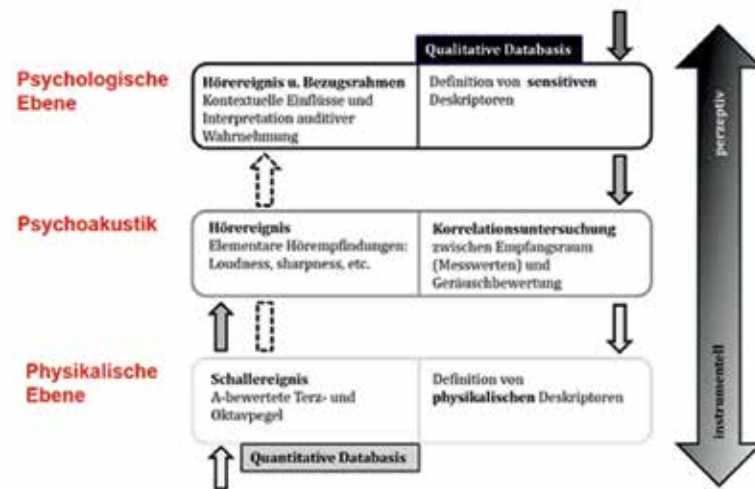 Qualitative Databasis
Psychologische
Ebene
Hörereignis u. Bezugsrahmen
Kontextuelle Einflüsse und
Interpretation auditiver
Wahrnehmung
Definition von sensitiven
Deskriptoren
perzeptiv
Psychoakustik
Hörereignis
Elementare Hörempfindungen:
Loudness, sharpness, etc.
Korrelationsuntersuchung
zwischen Empfangsraum
(Messwerten) und
Geräuschbewertung
Physikalische
Ebene
Schallereignis
A-bewertete Terz- und
Oktavpegel
Definition von
physikalischen Deskriptoren
instrumentell
Quantitative Databasis